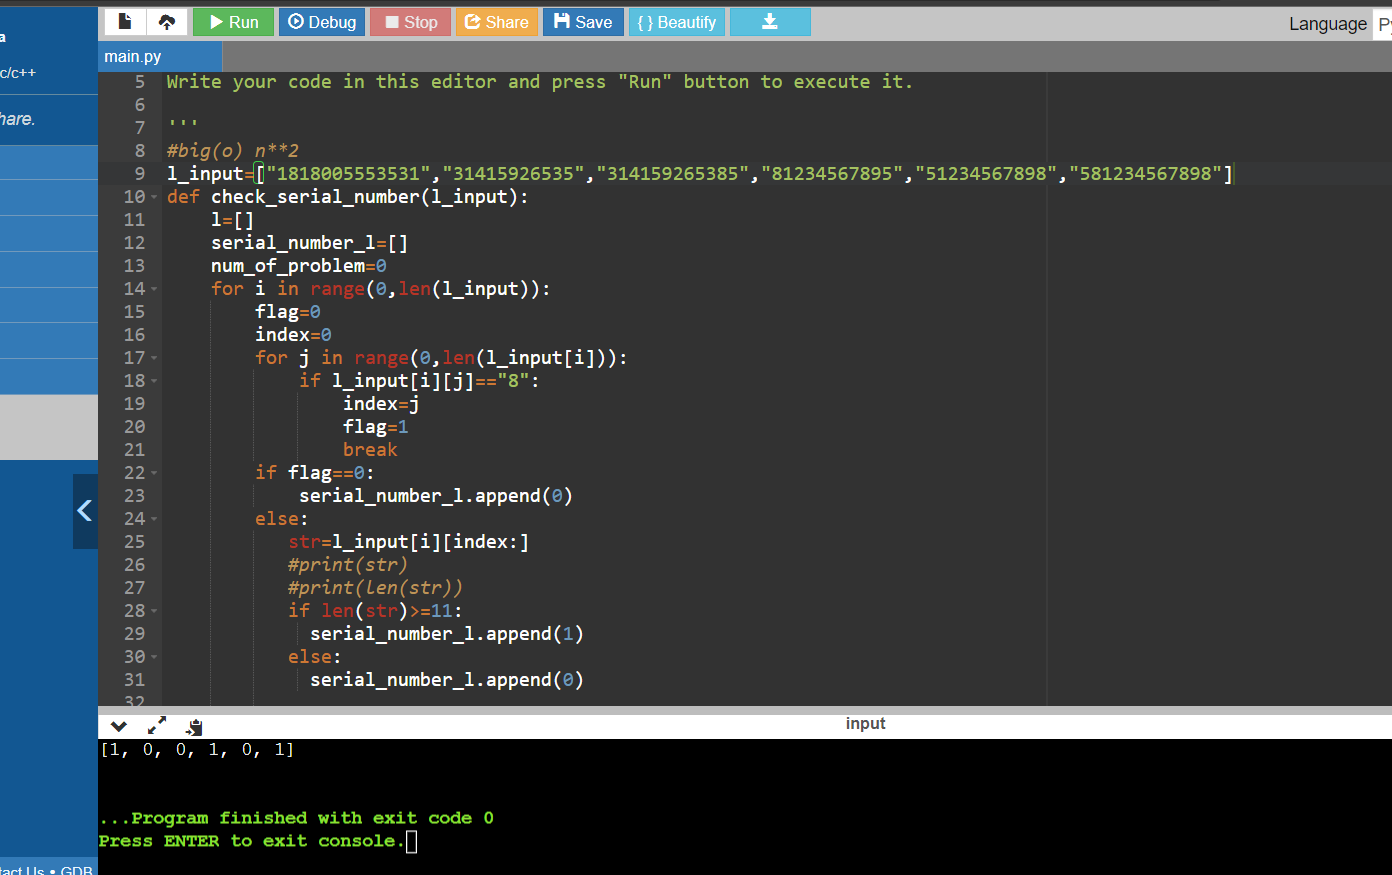 Run Debug Stop Share Save { } Beautify Language
a
c/c++
main.py
5 Write your code in this editor and press "Run" button to execute it.
6
hare.
7 '''
8 #big(o) n**2
9 l_input=["1818005553531","31415926535","314159265385","81234567895","51234567898","581234567898"]
10 def check_serial_number(l_input):
11 l=[]
12 serial_number_l=[]
13 num_of_problem=0
14 for i in range(0,len(l_input)):
15 flag=0
16 index=0
17 for j in range(0,len(l_input[i])):
18 if l_input[i][j]=="8":
19 index=j
20 flag=1
21 break
22 if flag==0:
23 serial_number_l.append(0)
24 else:
25 str=l_input[i][index:]
26 #print(str)
27 #print(len(str))
28 if len(str)>=11:
29 serial_number_l.append(1)
30 else:
31 serial_number_l.append(0)
32
input
[1, 0, 0, 1, 0, 1]
...Program finished with exit code 0
Press ENTER to exit console.
tact Us • GDB